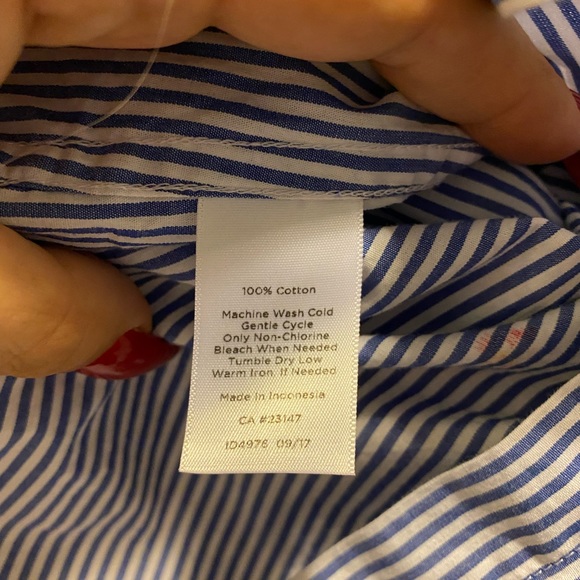 100% Cotton
Machine Wash Cold
Gentle Cycle
Only Non-Chlorine
Bleach When Needed
Tumble Dry Low
Warm Iron, If Needed
Made In Indonesia
CA #23147
ID4976 09/17